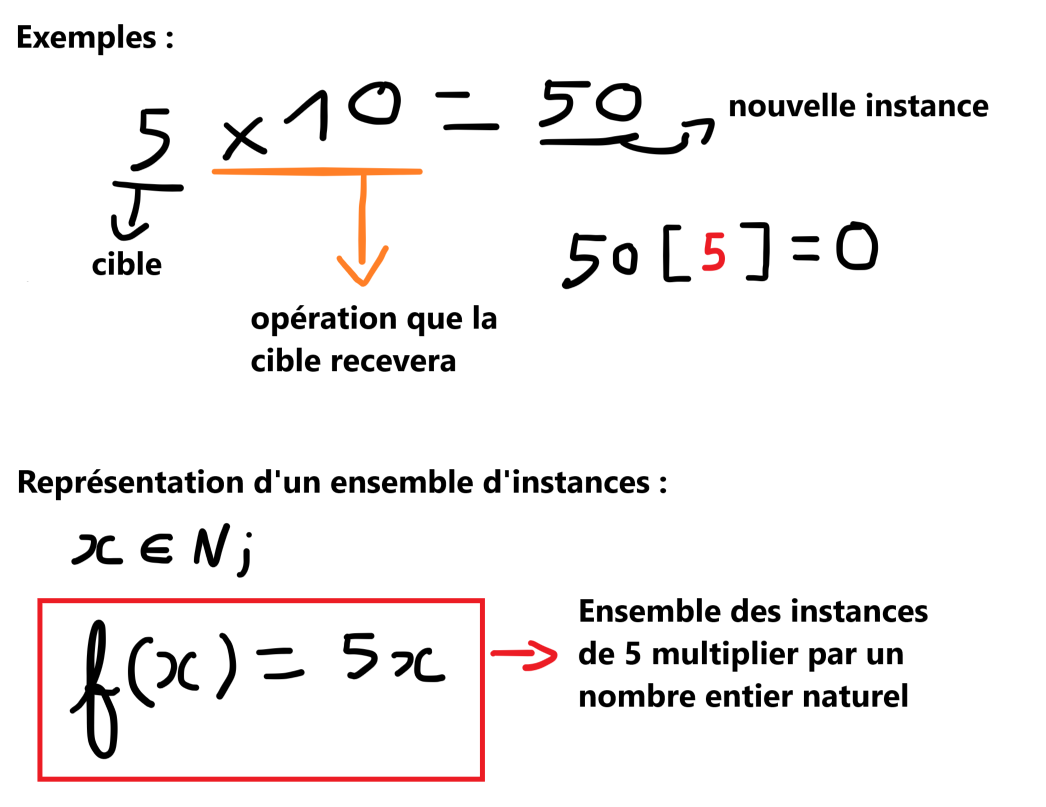 Exemples :
5 × 10 = 50
nouvelle instance
cible
50 [5] = 0
opération que la
cible recevera
Représentation d'un ensemble d'instances :
x ∈ N ;
f(x) = 5x
Ensemble des instances
de 5 multiplier par un
nombre entier naturel